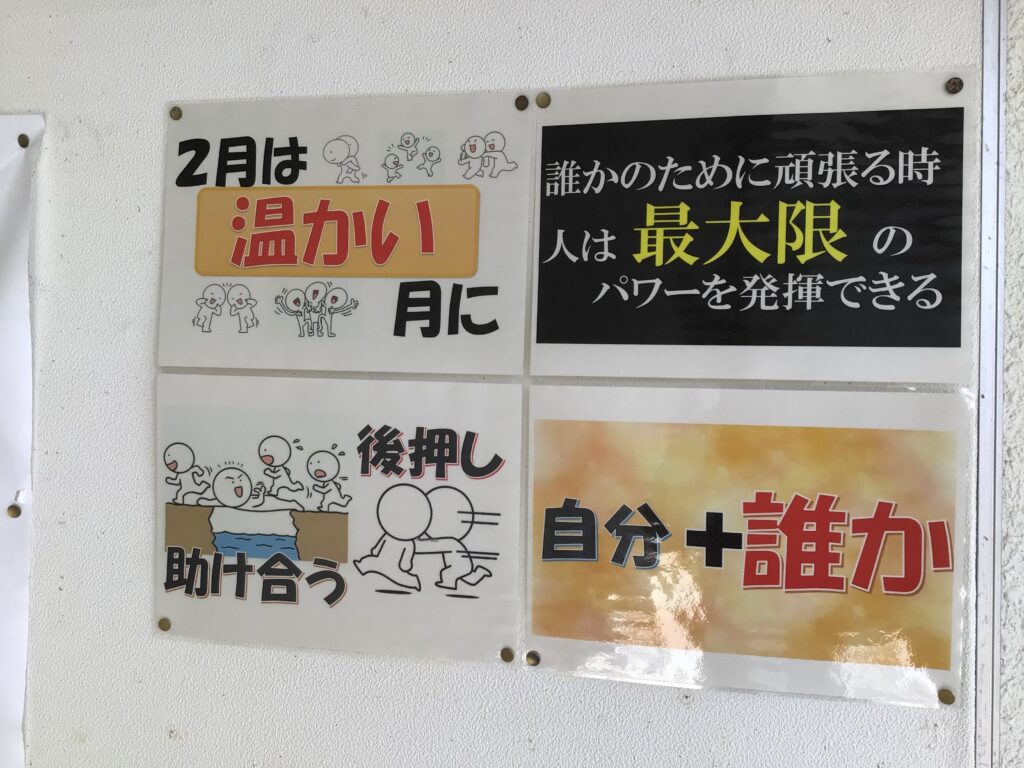 2月は
温かい
月に
誰かのために頑張る時
人は 最大限 の
パワーを発揮できる
後押し
助け合う
自分+誰か